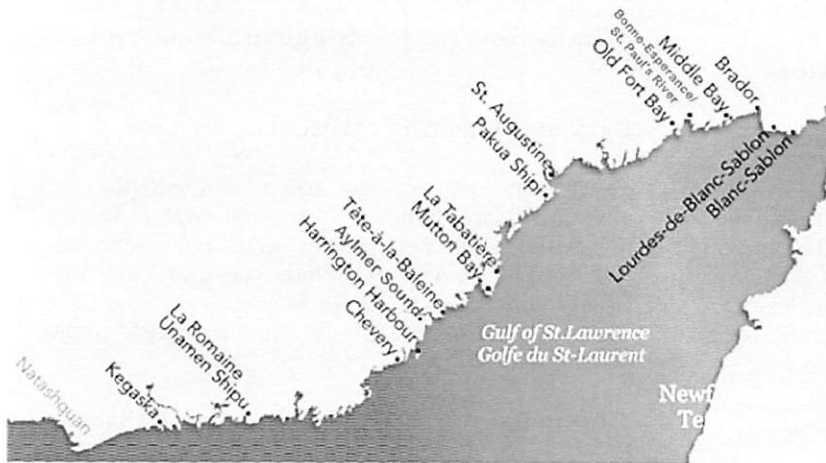 Natashquan
Kegaska
La Romaine
Unamen Shipu
Chevery
Harrington Harbour
Aylmer Sound
Tête-à-la-Baleine
Mutton Bay
La Tabatière
Pakua Shipi
St. Augustine
Old Fort Bay
Bonne-Esperance/
St. Paul's River
Middle Bay
Brador
Lourdes-de-Blanc-Sablon
Blanc-Sablon
Gulf of St.Lawrence
Golfe du St-Laurent